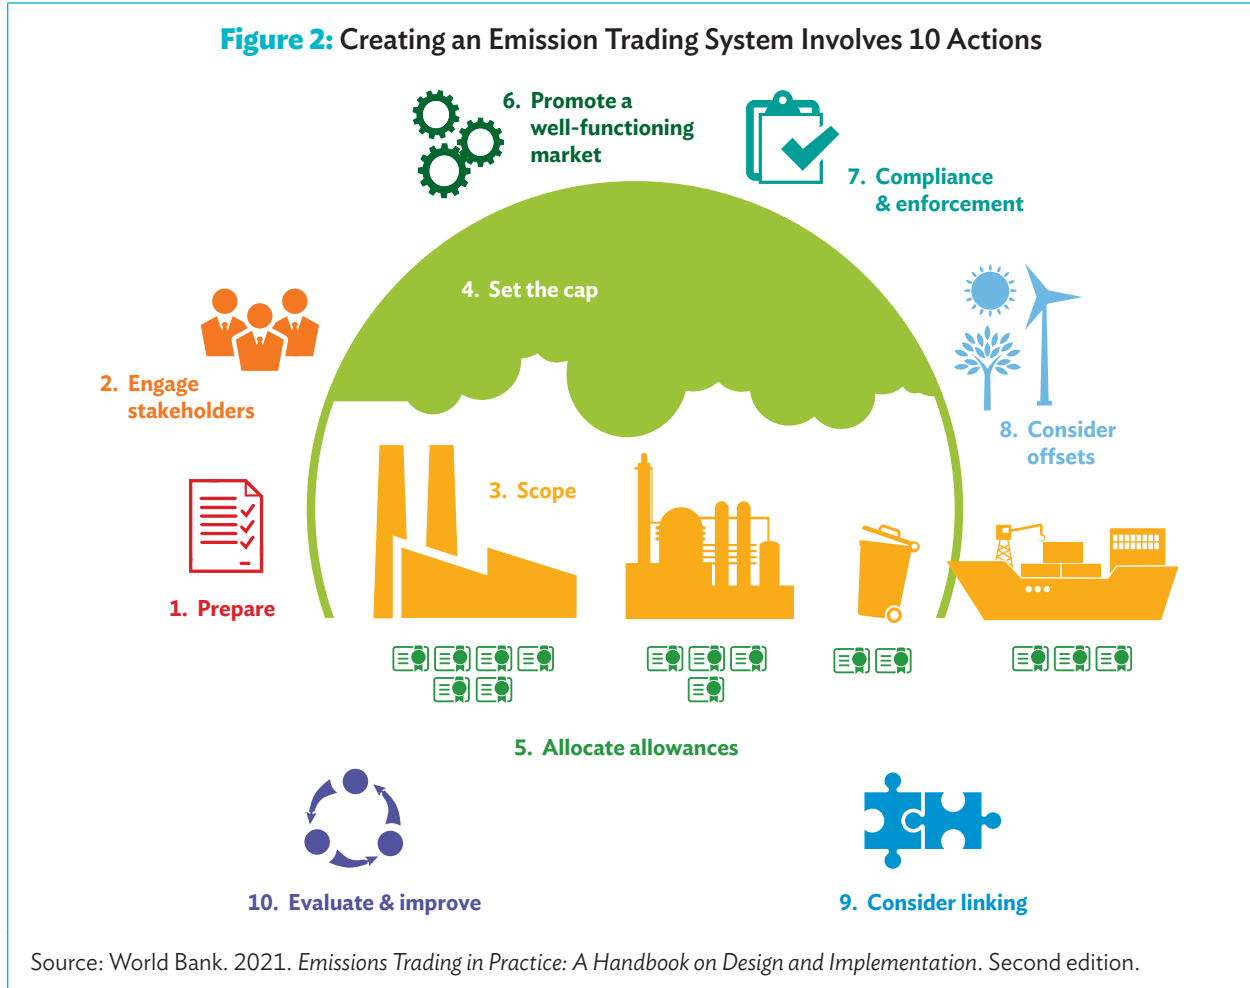 Figure 2: Creating an Emission Trading System Involves 10 Actions
6. Promote a
well-functioning
market
7. Compliance
& enforcement
4. Set the cap
2. Engage
stakeholders
8. Consider
offsets
3. Scope
1. Prepare
5. Allocate allowances
10. Evaluate & improve
9. Consider linking
Source: World Bank. 2021. Emissions Trading in Practice: A Handbook on Design and Implementation. Second edition.